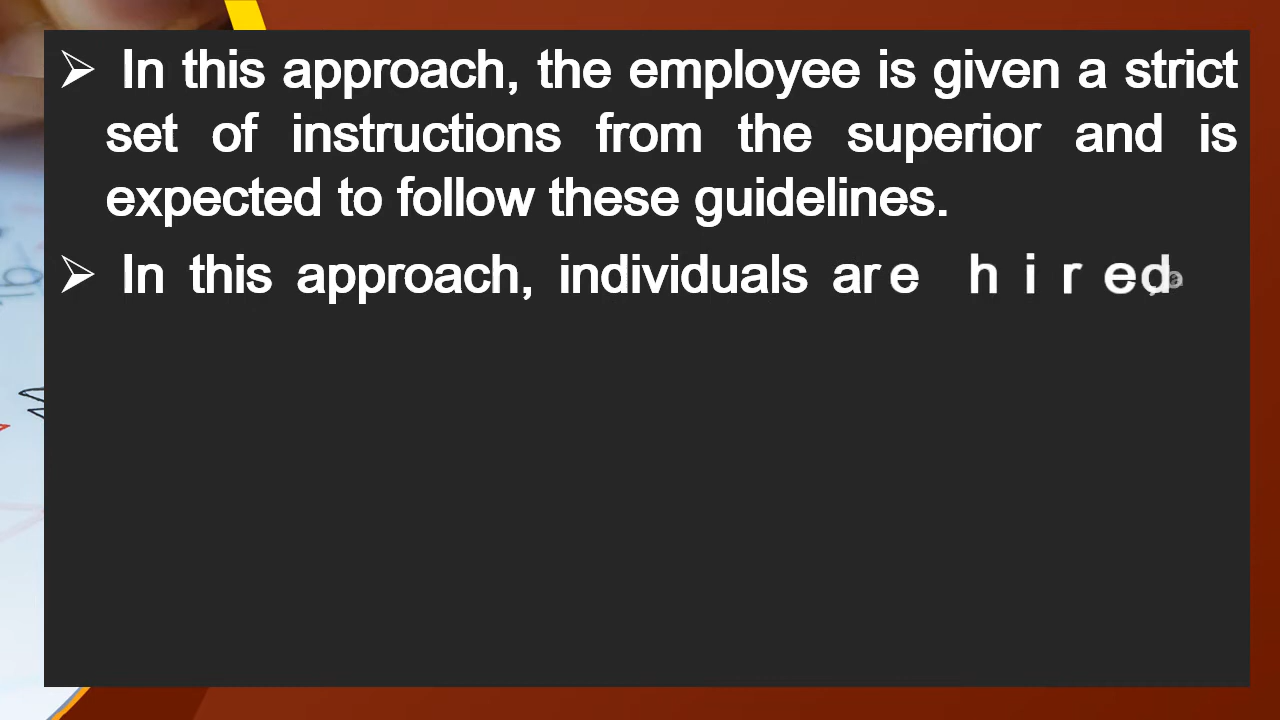 ➢ In this approach, the employee is given a strict
set of instructions from the superior and is
expected to follow these guidelines.
➢ In this approach, individuals are hired